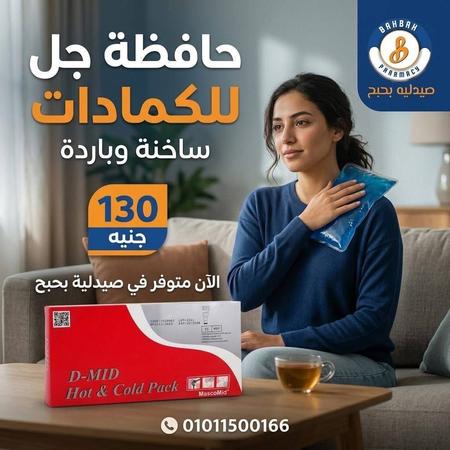 BAHBAH
PHARMACY
صيدليه بحبح
حافظة جل
للكمادات
ساخنة وباردة
130
جنيه
الآن متوفر في صيدلية بحبح
D-MID
Hot & Cold Pack
MascoMid
01011500166